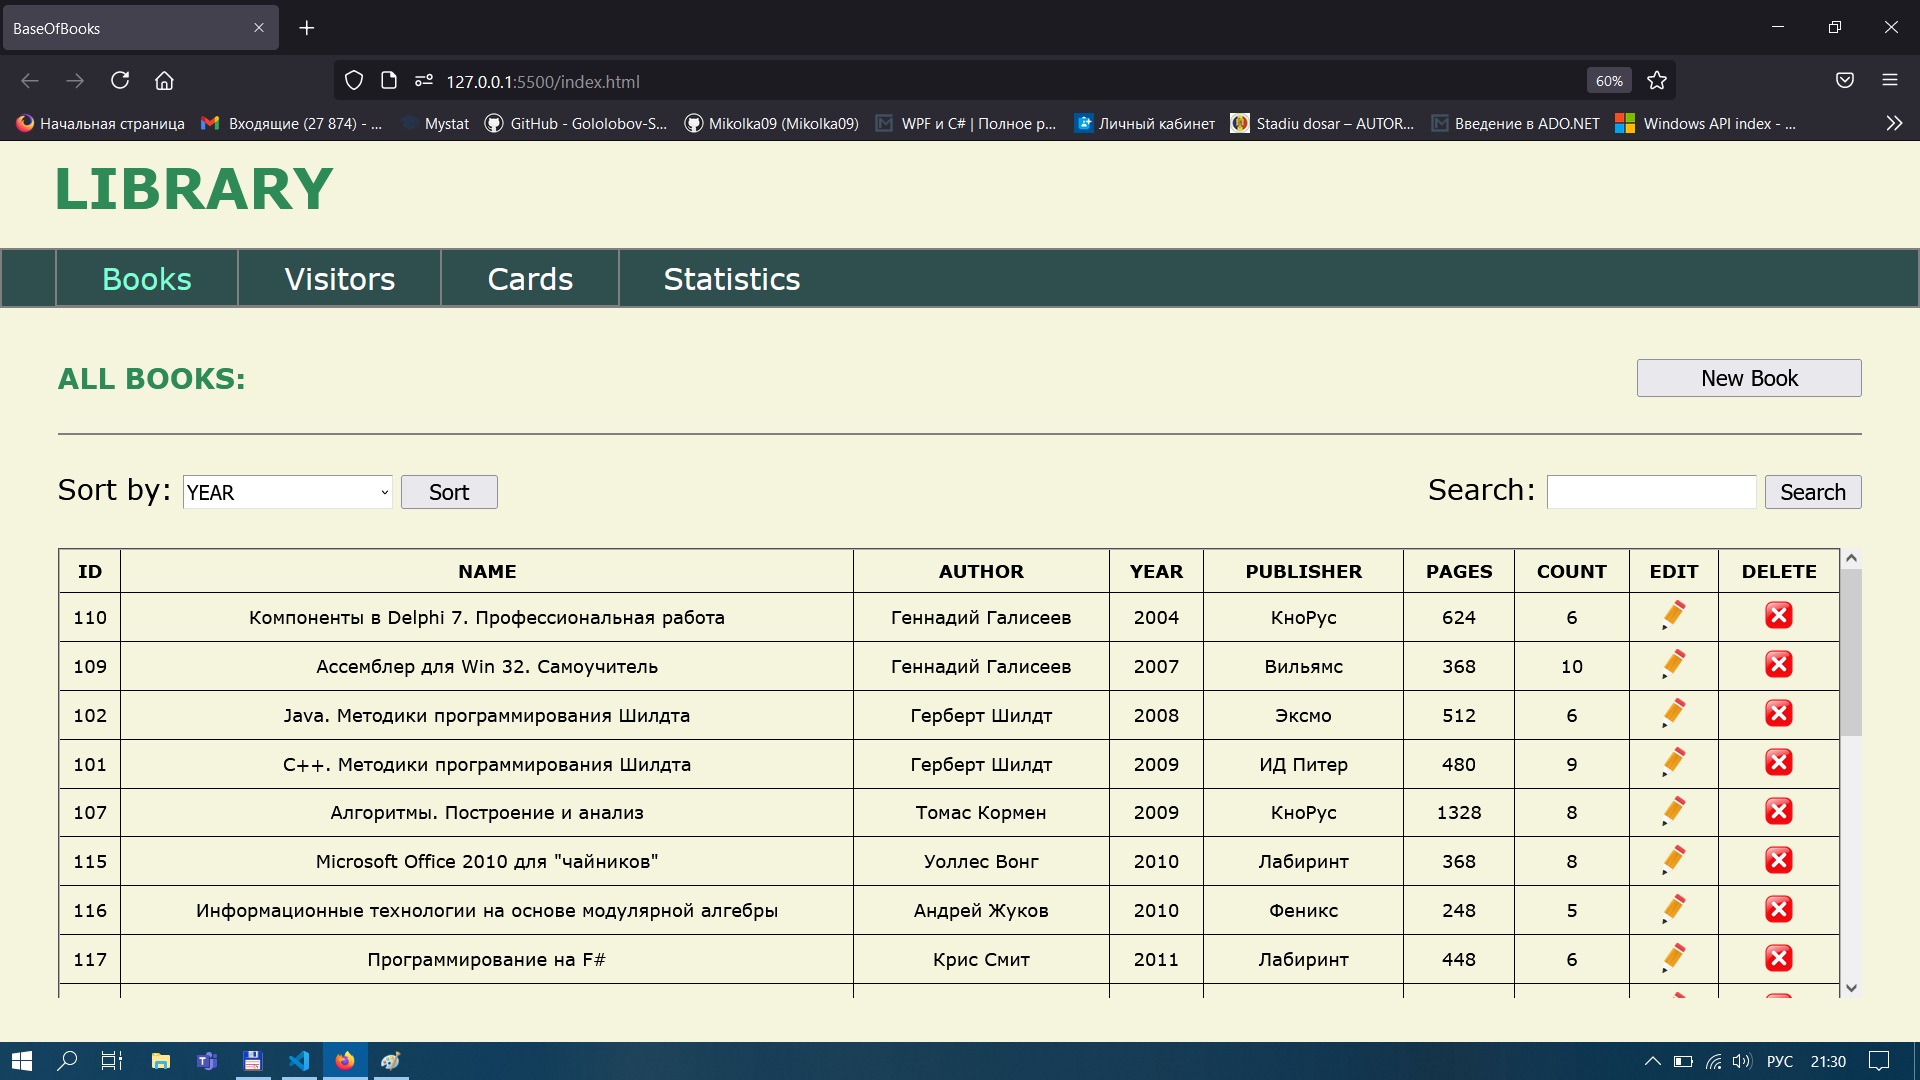 BaseOfBooks
127.0.0.1:5500/index.html
60%
Начальная страница
Входящие (27 874) - ...
Mystat
GitHub - Gololobov-S...
Mikolka09 (Mikolka09)
WPF и C# | Полное р...
Личный кабинет
Stadiu dosar – AUTOR...
Введение в ADO.NET
Windows API index - ...
LIBRARY
Books Visitors Cards Statistics
ALL BOOKS:
New Book
Sort by: YEAR Sort
Search: Search
ID NAME AUTHOR YEAR PUBLISHER PAGES COUNT EDIT DELETE
110 Компоненты в Delphi 7. Профессиональная работа Геннадий Галисеев 2004 КноРус 624 6
109 Ассемблер для Win 32. Самоучитель Геннадий Галисеев 2007 Вильямс 368 10
102 Java. Методики программирования Шилдта Герберт Шилдт 2008 Эксмо 512 6
101 C++. Методики программирования Шилдта Герберт Шилдт 2009 ИД Питер 480 9
107 Алгоритмы. Построение и анализ Томас Кормен 2009 КноРус 1328 8
115 Microsoft Office 2010 для "чайников" Уоллес Вонг 2010 Лабиринт 368 8
116 Информационные технологии на основе модулярной алгебры Андрей Жуков 2010 Феникс 248 5
117 Программирование на F# Крис Смит 2011 Лабиринт 448 6
РУС 21:30